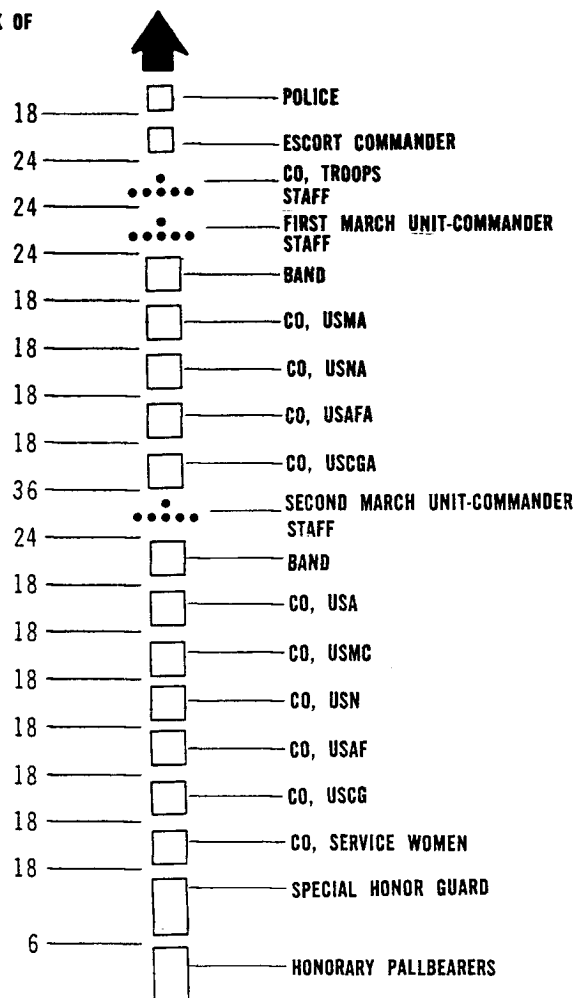 K OF
POLICE
18
ESCORT COMMANDER
24
CO, TROOPS
STAFF
24
FIRST MARCH UNIT-COMMANDER
STAFF
24
BAND
18
CO, USMA
18
CO, USNA
18
CO, USAFA
18
CO, USCGA
36
SECOND MARCH UNIT-COMMANDER
STAFF
24
BAND
18
CO, USA
18
CO, USMC
18
CO, USN
18
CO, USAF
18
CO, USCG
18
CO, SERVICE WOMEN
18
SPECIAL HONOR GUARD
6
HONORARY PALLBEARERS